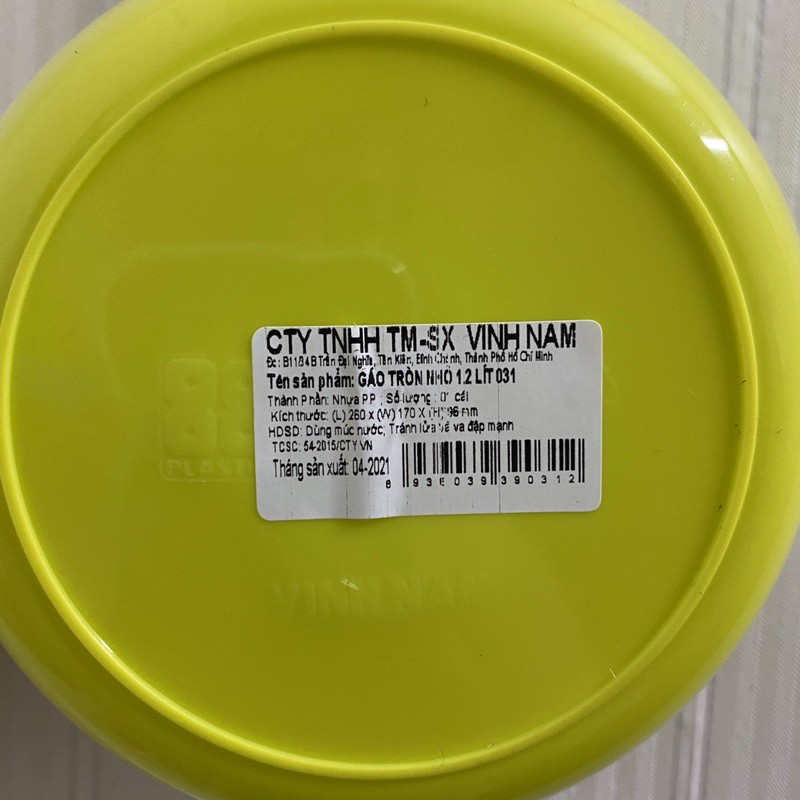 CTY TNHH TM-SX VINH NAM
Đc: B11/34B Trần Đại Nghĩa, Tân Kiên, Bình Chánh, Thành Phố Hồ Chí Minh
Tên sản phẩm: GÁO TRÒN NHỎ 1.2 LÍT 031
Thành Phần: Nhựa PP ; Số lượng : 01 cái
Kích thước: (L) 260 x (W) 170 X (H) 96 mm
HDSD: Dùng múc nước; Tránh lửa và va đập mạnh
TCSC: 54-2015/CTY VN
Tháng sản xuất: 04-2021
8 936039 390312
PLAST
VINH NAM